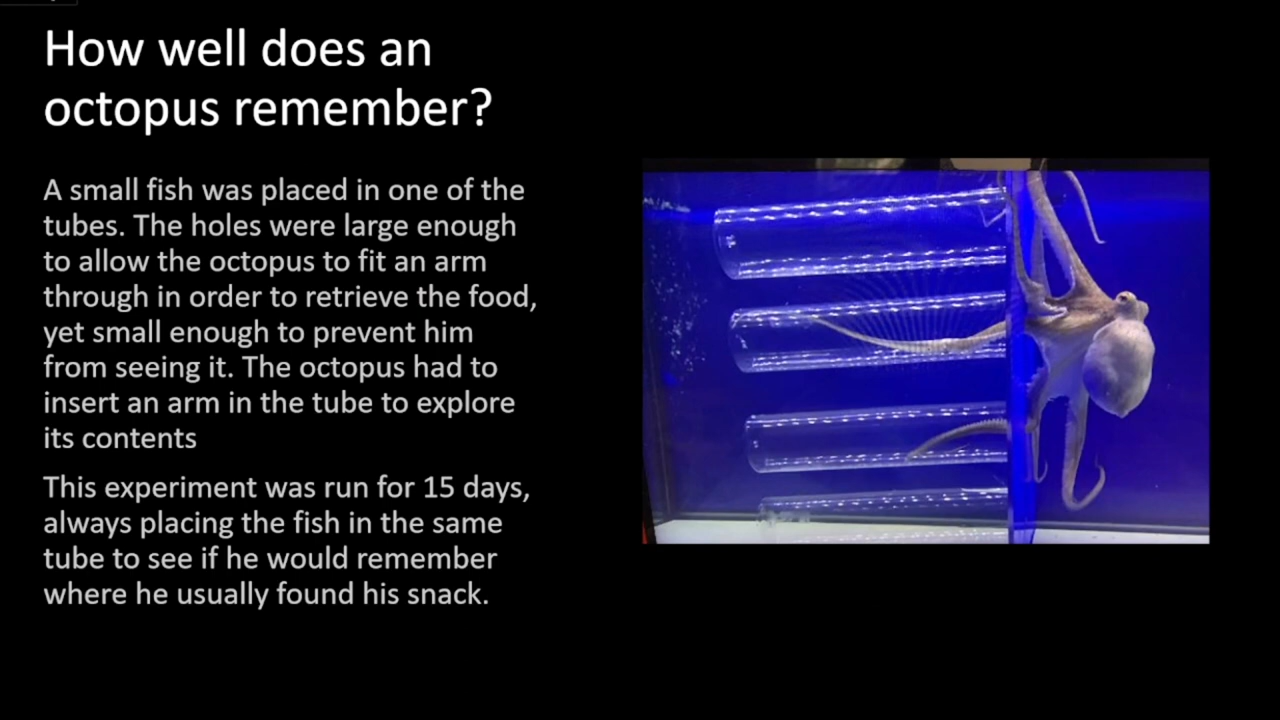 How well does an
octopus remember?
A small fish was placed in one of the
tubes. The holes were large enough
to allow the octopus to fit an arm
through in order to retrieve the food,
yet small enough to prevent him
from seeing it. The octopus had to
insert an arm in the tube to explore
its contents
This experiment was run for 15 days,
always placing the fish in the same
tube to see if he would remember
where he usually found his snack.